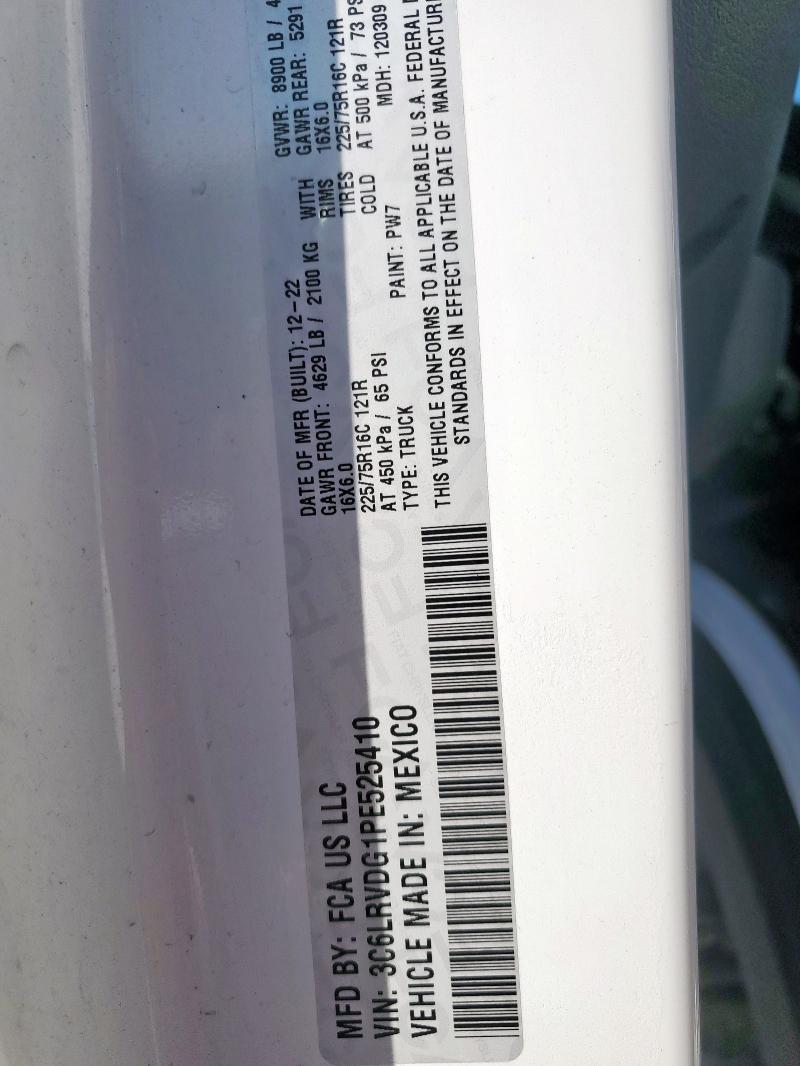 MFD BY: FCA US LLC
VIN: 3C6LRVDG1PE525410
VEHICLE MADE IN: MEXICO
DATE OF MFR (BUILT): 12-22 GVWR: 8900 LB /
GAWR FRONT: 4629 LB / 2100 KG WITH GAWR REAR: 5291
16X6.0 RIMS 16X6.0
225/75R16C 121R TIRES 225/75R16C 121R
AT 450 kPa / 65 PSI COLD AT 500 kPa / 73 PS
TYPE: TRUCK PAINT: PW7 MDH: 120309
THIS VEHICLE CONFORMS TO ALL APPLICABLE U.S.A. FEDERAL
STANDARDS IN EFFECT ON THE DATE OF MANUFACTUR